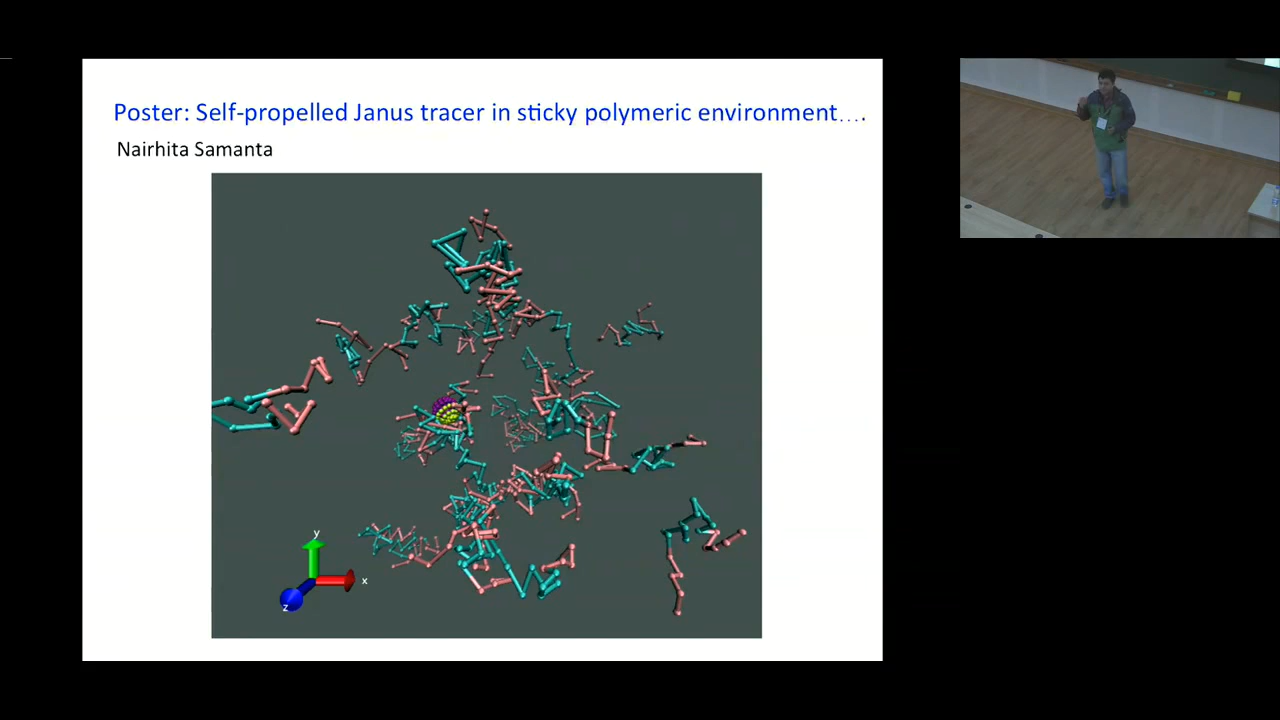 Poster: Self-propelled Janus tracer in sticky polymeric environment....
Nairhita Samanta
y
x
z